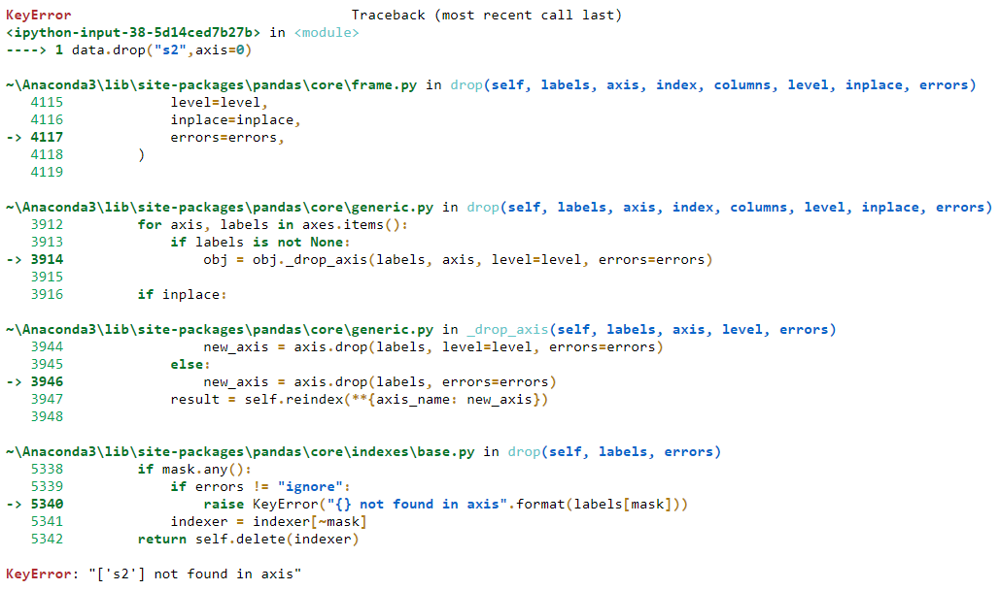 KeyError                                  Traceback (most recent call last)
<ipython-input-38-5d14ced7b27b> in <module>
----> 1 data.drop("s2",axis=0)

~\Anaconda3\lib\site-packages\pandas\core\frame.py in drop(self, labels, axis, index, columns, level, inplace, errors)
   4115             level=level,
   4116             inplace=inplace,
-> 4117             errors=errors,
   4118         )
   4119

~\Anaconda3\lib\site-packages\pandas\core\generic.py in drop(self, labels, axis, index, columns, level, inplace, errors)
   3912         for axis, labels in axes.items():
   3913             if labels is not None:
-> 3914                 obj = obj._drop_axis(labels, axis, level=level, errors=errors)
   3915
   3916         if inplace:

~\Anaconda3\lib\site-packages\pandas\core\generic.py in _drop_axis(self, labels, axis, level, errors)
   3944                 new_axis = axis.drop(labels, level=level, errors=errors)
   3945             else:
-> 3946                 new_axis = axis.drop(labels, errors=errors)
   3947             result = self.reindex(**{axis_name: new_axis})
   3948

~\Anaconda3\lib\site-packages\pandas\core\indexes\base.py in drop(self, labels, errors)
   5338         if mask.any():
   5339             if errors != "ignore":
-> 5340                 raise KeyError("{} not found in axis".format(labels[mask]))
   5341             indexer = indexer[~mask]
   5342         return self.delete(indexer)

KeyError: "['s2'] not found in axis"